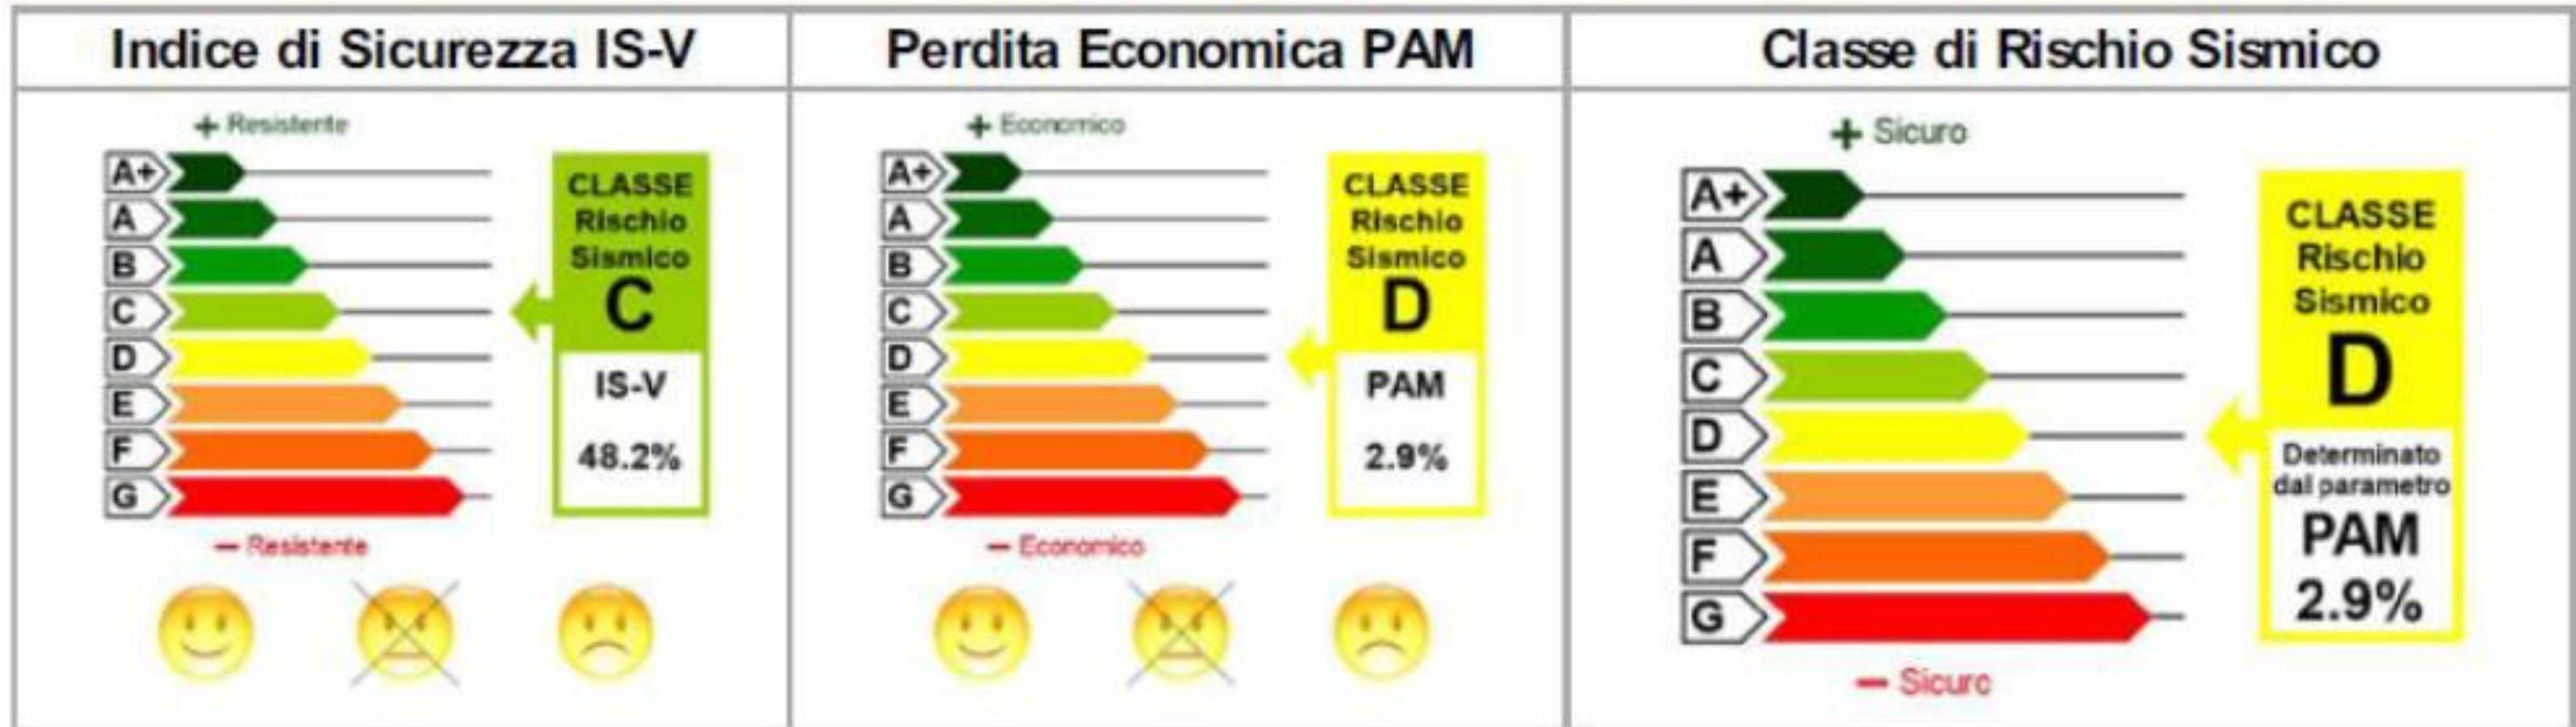 Indice di Sicurezza IS-V
+ Resistente
A+
A
B
C
D
E
F
G
- Resistente
CLASSE
RIschio
Sismico
C
IS-V
48.2%
Perdita Economica PAM
+ Economico
A+
A
B
C
D
E
F
G
- Economico
CLASSE
RIschio
Sismico
D
PAM
2.9%
Classe di Rischio Sismico
+ Sicuro
A+
A
B
C
D
E
F
G
- Sicuro
CLASSE
Rischio
Sismico
D
Determinato
dal parametro
PAM
2.9%